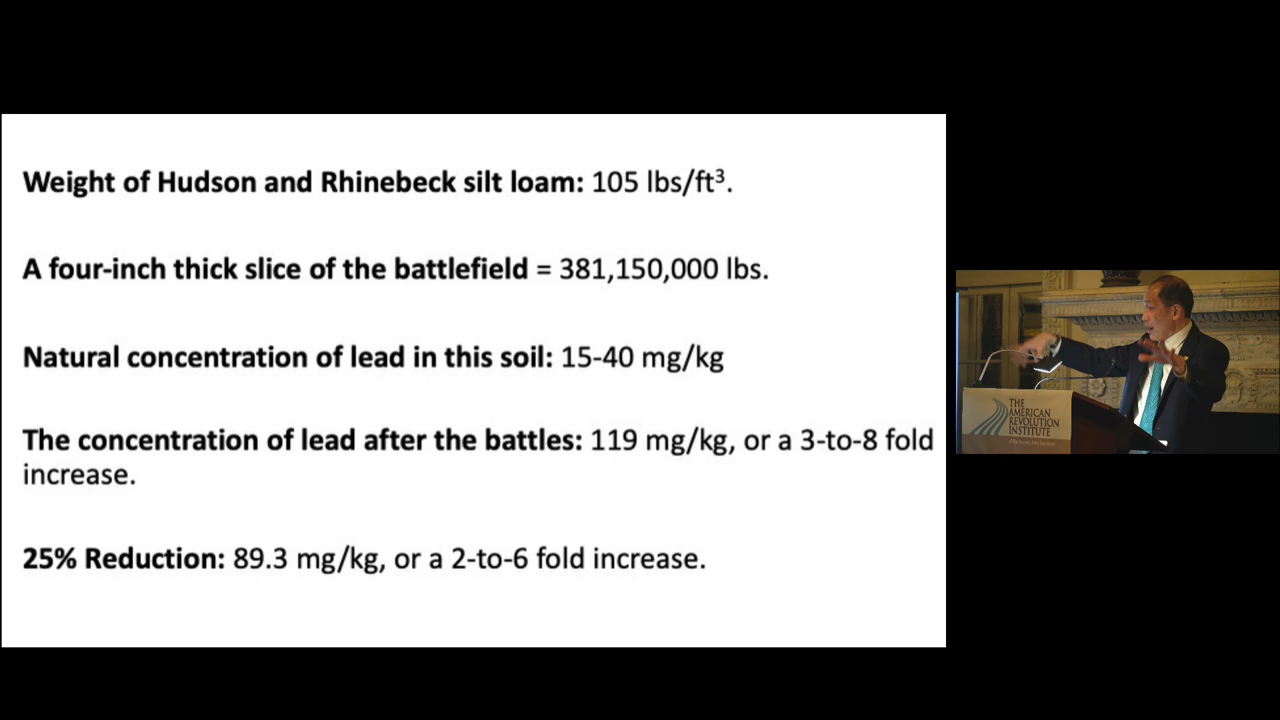 Weight of Hudson and Rhinebeck silt loam: 105 lbs/ft³.
A four-inch thick slice of the battlefield = 381,150,000 lbs.
Natural concentration of lead in this soil: 15-40 mg/kg
The concentration of lead after the battles: 119 mg/kg, or a 3-to-8 fold
increase.
25% Reduction: 89.3 mg/kg, or a 2-to-6 fold increase.
THE
AMERICAN
REVOLUTION
INSTITUTE